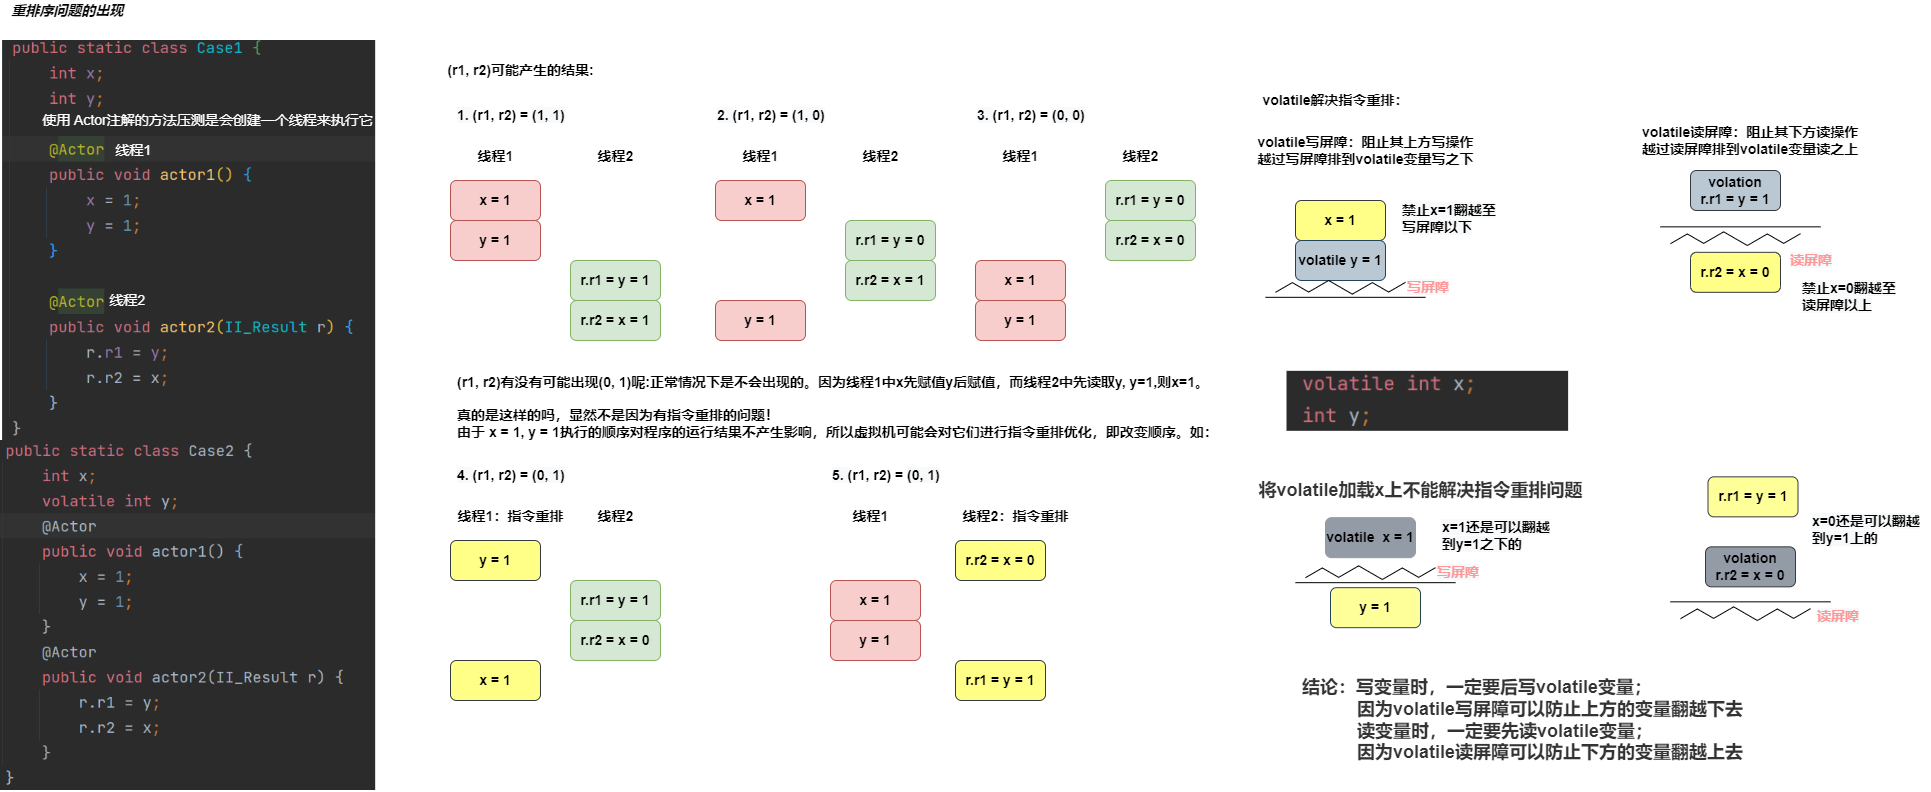 重排序问题的出现
public static class Case1 {
int x;
int y;
使用 Actor注解的方法压测是会创建一个线程来执行它
@Actor 线程1
public void actor1() {
x = 1;
y = 1;
}
@Actor 线程2
public void actor2(II_Result r) {
r.r1 = y;
r.r2 = x;
}
}
public static class Case2 {
int x;
volatile int y;
@Actor
public void actor1() {
x = 1;
y = 1;
}
@Actor
public void actor2(II_Result r) {
r.r1 = y;
r.r2 = x;
}
}
(r1, r2)可能产生的结果：
1. (r1, r2) = (1, 1)
线程1
线程2
x = 1
y = 1
r.r1 = y = 1
r.r2 = x = 1
2. (r1, r2) = (1, 0)
线程1
线程2
x = 1
r.r1 = y = 0
r.r2 = x = 1
y = 1
3. (r1, r2) = (0, 0)
线程1
线程2
r.r1 = y = 0
r.r2 = x = 0
x = 1
y = 1
(r1, r2)有没有可能出现(0, 1)呢:正常情况下是不会出现的。因为线程1中x先赋值y后赋值，而线程2中先读取y, y=1,则x=1。
真的是这样的吗，显然不是因为有指令重排的问题！
由于 x = 1, y = 1执行的顺序对程序的运行结果不产生影响，所以虚拟机可能会对它们进行指令重排优化，即改变顺序。如：
4. (r1, r2) = (0, 1)
线程1：指令重排
线程2
y = 1
r.r1 = y = 1
r.r2 = x = 0
x = 1
5. (r1, r2) = (0, 1)
线程1
线程2：指令重排
r.r2 = x = 0
x = 1
y = 1
r.r1 = y = 1
volatile解决指令重排：
volatile写屏障：阻止其上方写操作
越过写屏障排到volatile变量写之下
x = 1
禁止x=1翻越至
写屏障以下
volatile y = 1
写屏障
volatile读屏障：阻止其下方读操作
越过读屏障排到volatile变量读之上
volation
r.r1 = y = 1
读屏障
r.r2 = x = 0
禁止x=0翻越至
读屏障以上
volatile int x;
int y;
将volatile加载x上不能解决指令重排问题
volatile x = 1
x=1还是可以翻越
到y=1之下的
写屏障
y = 1
r.r1 = y = 1
x=0还是可以翻越
到y=1上的
volation
r.r2 = x = 0
读屏障
结论：写变量时，一定要后写volatile变量；
因为volatile写屏障可以防止上方的变量翻越下去
读变量时，一定要先读volatile变量；
因为volatile读屏障可以防止下方的变量翻越上去